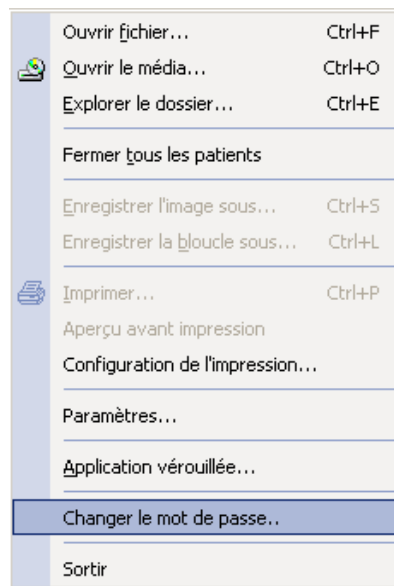 Ouvrir fichier... Ctrl+F
Ouvrir le média... Ctrl+O
Explorer le dossier... Ctrl+E
Fermer tous les patients
Enregistrer l'image sous... Ctrl+S
Enregistrer la bloucle sous... Ctrl+L
Imprimer... Ctrl+P
Aperçu avant impression
Configuration de l'impression...
Paramètres...
Application vérouillée...
Changer le mot de passe..
Sortir